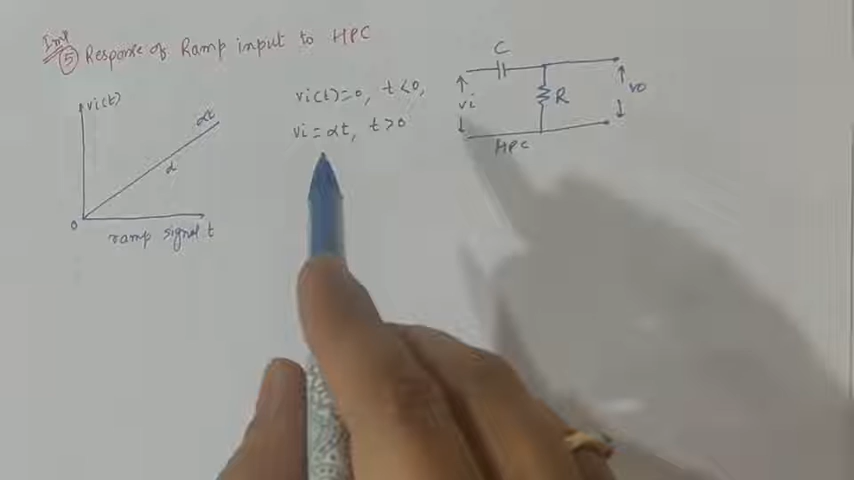 Imp
⑤ Response of Ramp input to HPC
vi(t)
αt
α
0
ramp signal t
vi(t)=0, t<0,
vi=αt, t>0
C
vi
R
vo
HPC